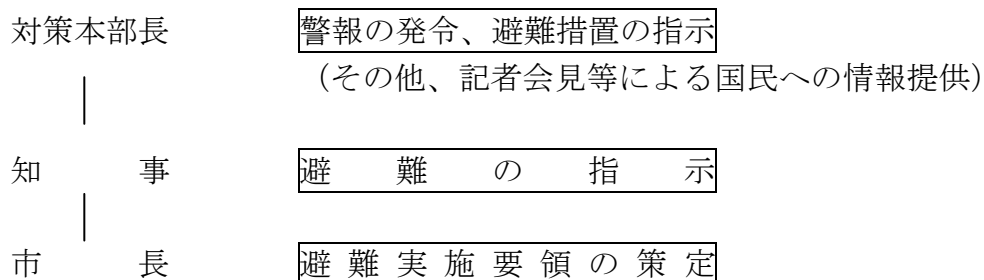 対策本部長 警報の発令、避難措置の指示
（その他、記者会見等による国民への情報提供）
知事 避難の指示
市長 避難実施要領の策定